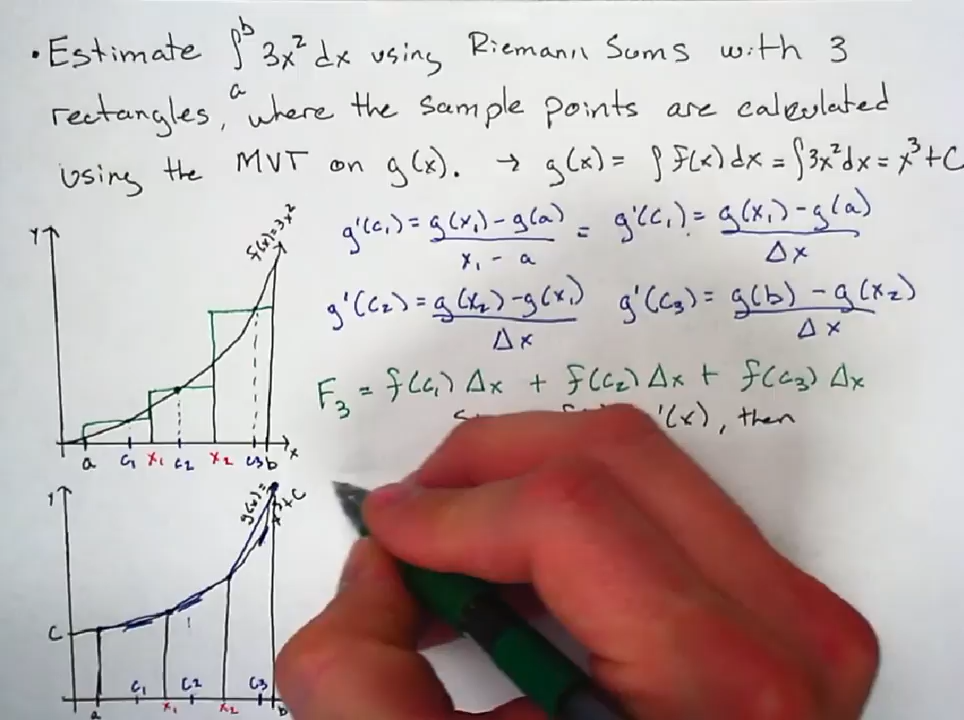 • Estimate ∫ₐᵇ 3x² dx using Riemann Sums with 3
rectangles, where the sample points are calculated
using the MVT on g(x). → g(x) = ∫ f(x) dx = ∫ 3x² dx = x³ + C
g'(c₁) = g(x₁) - g(a) / x₁ - a = g'(c₁) = g(x₁) - g(a) / Δx
g'(c₂) = g(x₂) - g(x₁) / Δx g'(c₃) = g(b) - g(x₂) / Δx
F₃ = f(c₁) Δx + f(c₂) Δx + f(c₃) Δx
'(x), then
Y
f(x) = 3x²
a c₁ x₁ c₂ x₂ c₃ b x
Y
g(x) = x³ + C
C
a c₁ x₁ c₂ x₂ c₃ b